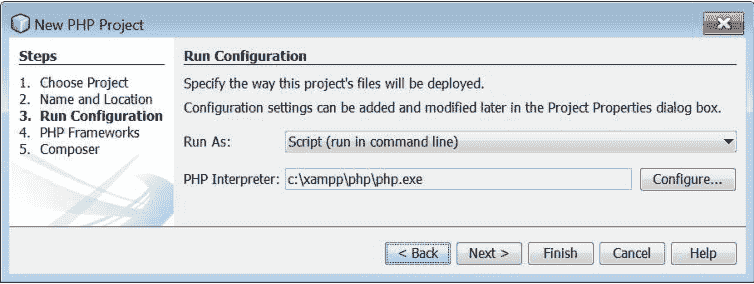 New PHP Project
Steps
1. Choose Project
2. Name and Location
3. Run Configuration
4. PHP Frameworks
5. Composer
Run Configuration
Specify the way this project's files will be deployed.
Configuration settings can be added and modified later in the Project Properties dialog box.
Run As: Script (run in command line)
PHP Interpreter: c:\xampp\php\php.exe Configure...
< Back Next > Finish Cancel Help